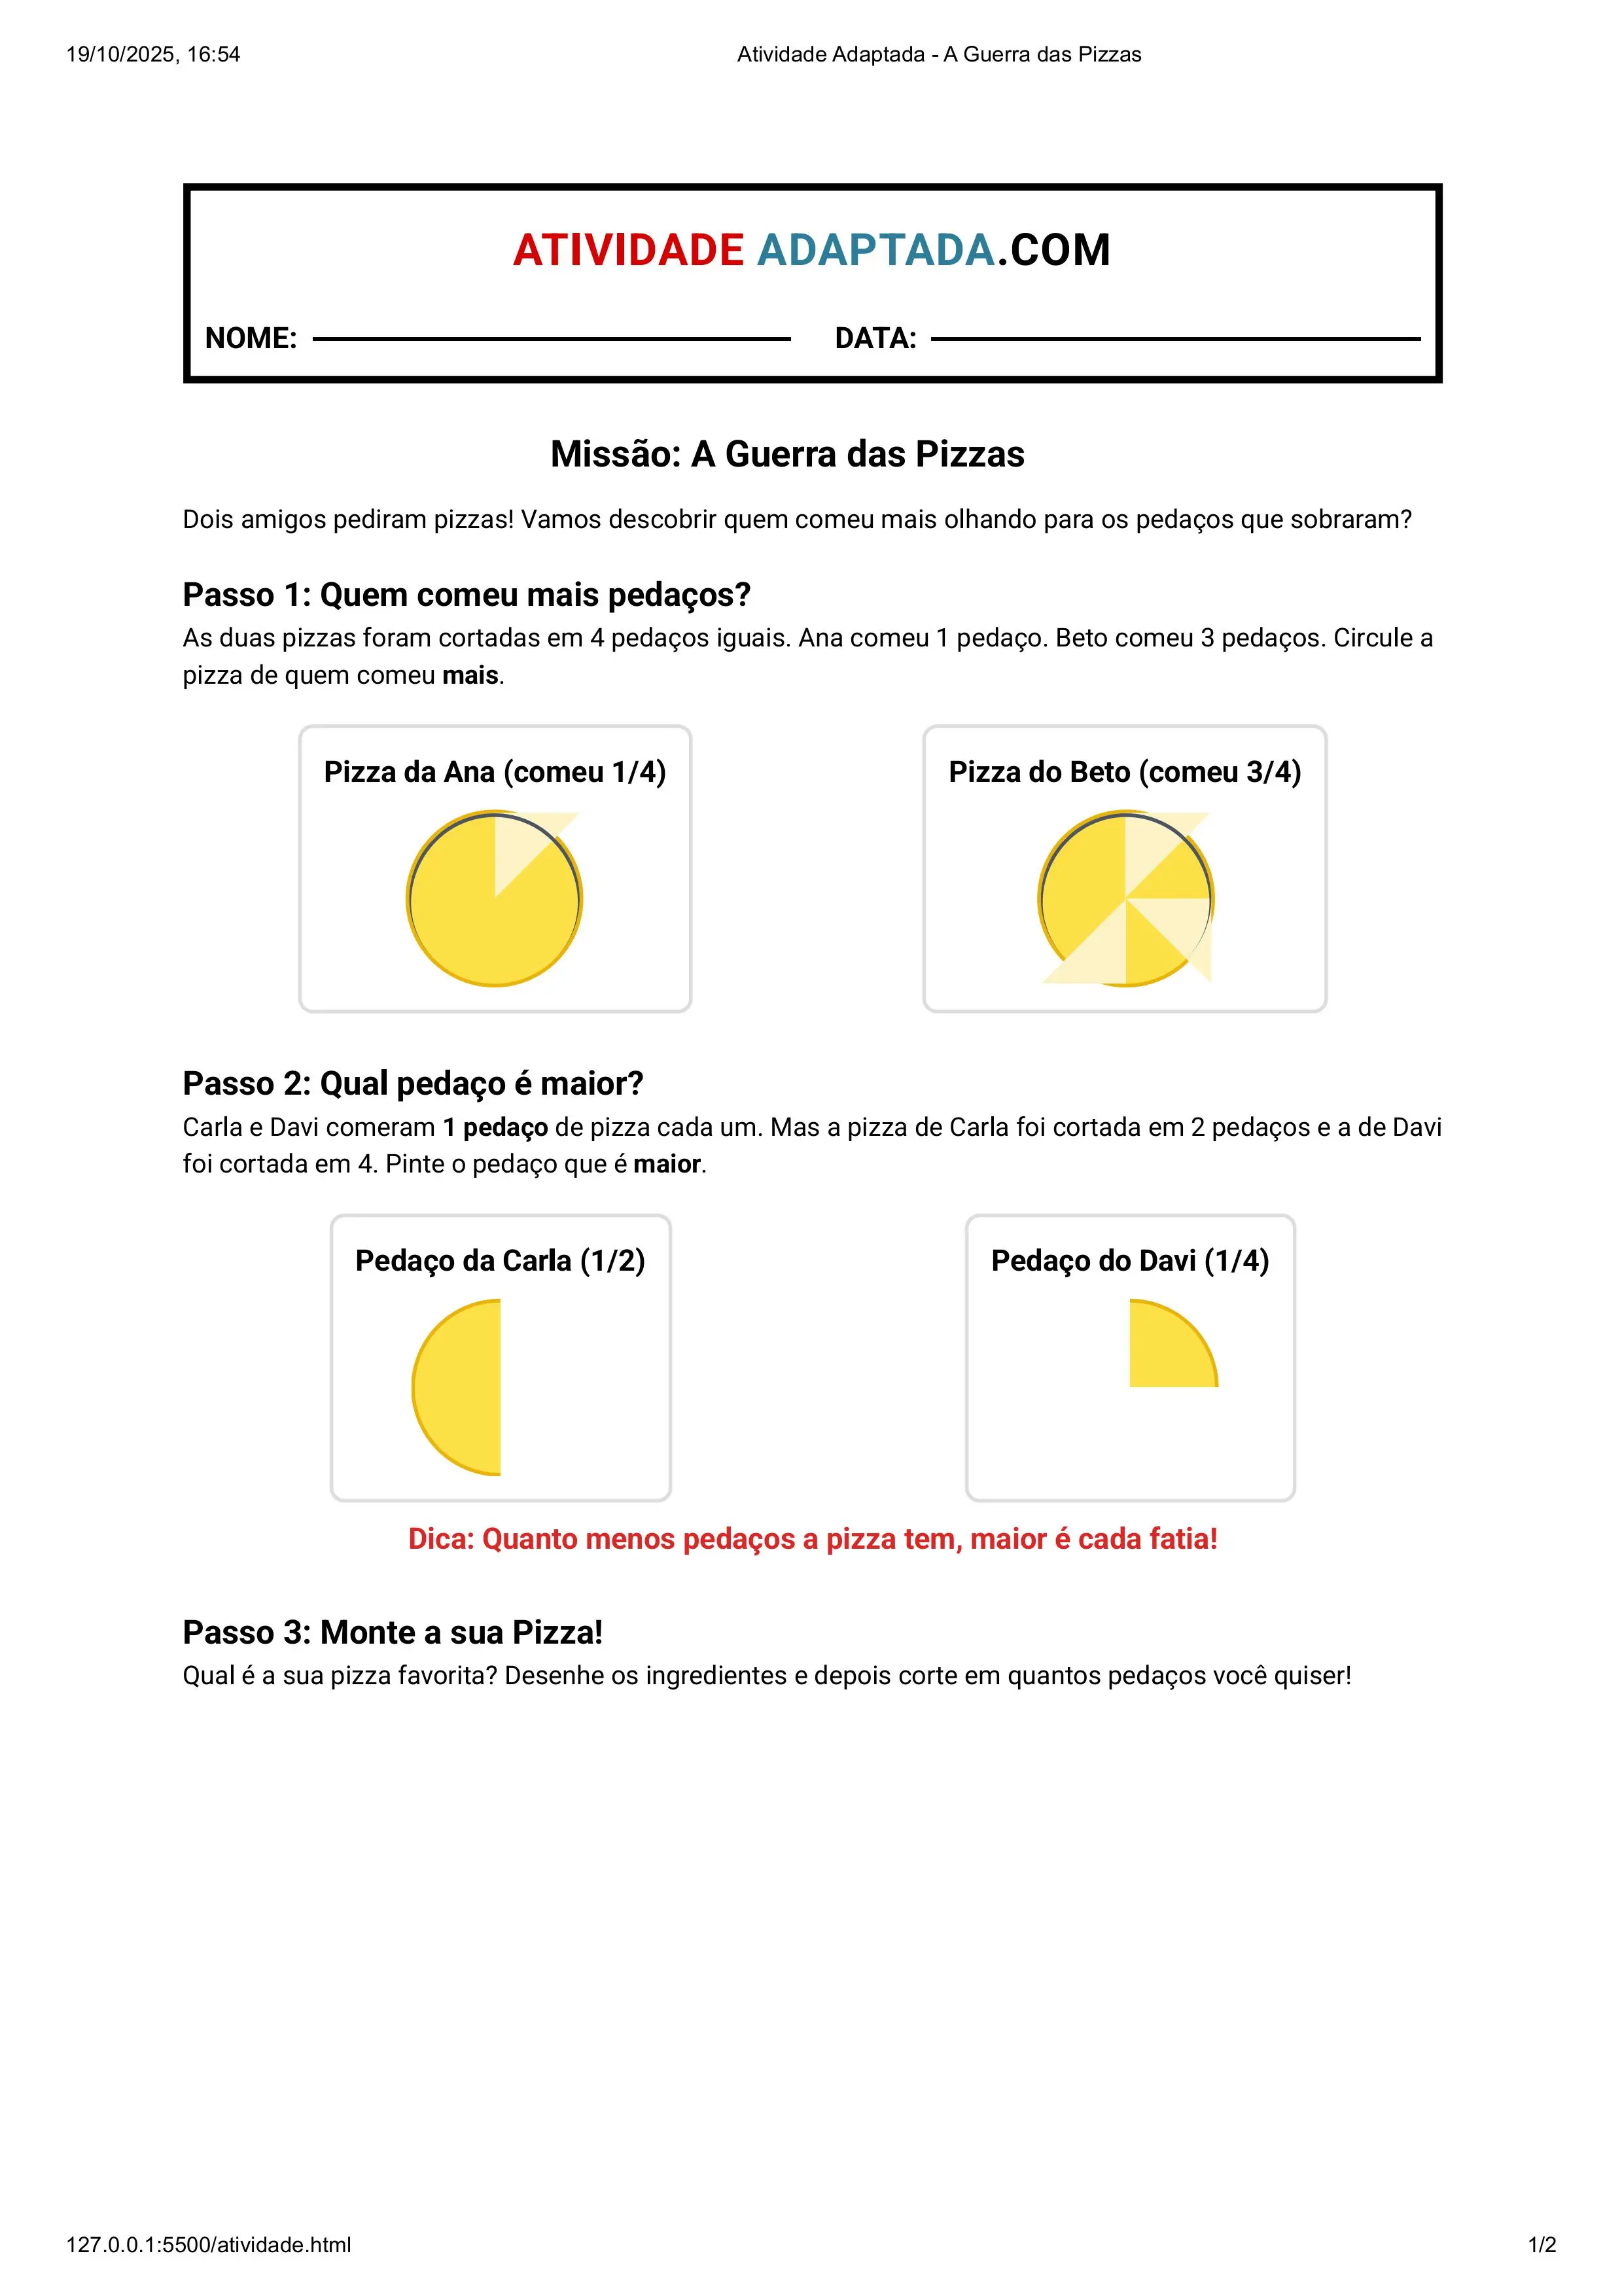 19/10/2025, 16:54
Atividade Adaptada - A Guerra das Pizzas
ATIVIDADE ADAPTADA.COM
NOME:
DATA:
Missão: A Guerra das Pizzas
Dois amigos pediram pizzas! Vamos descobrir quem comeu mais olhando para os pedaços que sobraram?
Passo 1: Quem comeu mais pedaços?
As duas pizzas foram cortadas em 4 pedaços iguais. Ana comeu 1 pedaço. Beto comeu 3 pedaços. Circule a
pizza de quem comeu mais.
Pizza da Ana (comeu 1/4)
Pizza do Beto (comeu 3/4)
Passo 2: Qual pedaço é maior?
Carla e Davi comeram 1 pedaço de pizza cada um. Mas a pizza de Carla foi cortada em 2 pedaços e a de Davi
foi cortada em 4. Pinte o pedaço que é maior.
Pedaço da Carla (1/2)
Pedaço do Davi (1/4)
Dica: Quanto menos pedaços a pizza tem, maior é cada fatia!
Passo 3: Monte a sua Pizza!
Qual é a sua pizza favorita? Desenhe os ingredientes e depois corte em quantos pedaços você quiser!
127.0.0.1:5500/atividade.html
1/2